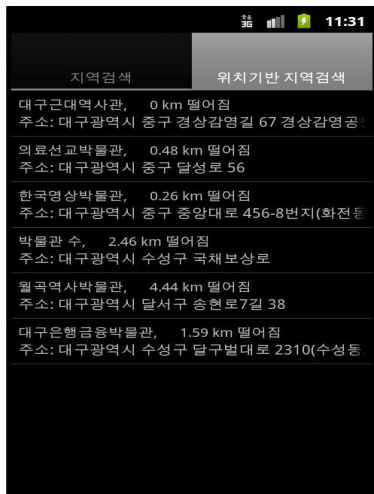 3G 11:31
지역검색 위치기반 지역검색
대구근대역사관, 0 km 떨어짐
주소: 대구광역시 중구 경상감영길 67 경상감영공
의료선교박물관, 0.48 km 떨어짐
주소: 대구광역시 중구 달성로 56
한국영상박물관, 0.26 km 떨어짐
주소: 대구광역시 중구 중앙대로 456-8번지(화전동
박물관 수, 2.46 km 떨어짐
주소: 대구광역시 수성구 국채보상로
월곡역사박물관, 4.44 km 떨어짐
주소: 대구광역시 달서구 송현로7길 38
대구은행금융박물관, 1.59 km 떨어짐
주소: 대구광역시 수성구 달구벌대로 2310(수성동